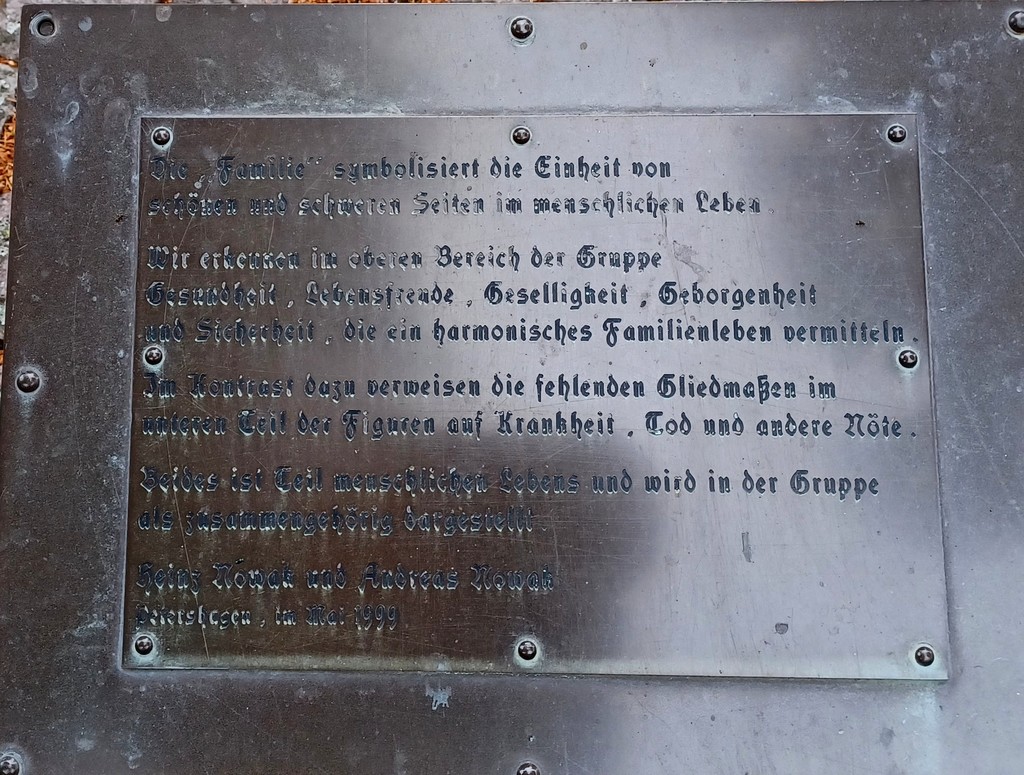 Die „Familie“ symbolisiert die Einheit von
schönen und schweren Seiten im menschlichen Leben.
Wir erkennen im oberen Bereich der Gruppe
Gesundheit, Lebensfreude, Geselligkeit, Geborgenheit
und Sicherheit, die ein harmonisches Familienleben vermitteln.
Im Kontrast dazu verweisen die fehlenden Gliedmaßen im
unteren Teil der Figuren auf Krankheit, Tod und andere Nöte.
Beides ist Teil menschlichen Lebens und wird in der Gruppe
als zusammengehörig dargestellt.
Heinz Nowak und Andreas Nowak
Petershagen, im Mai 1999